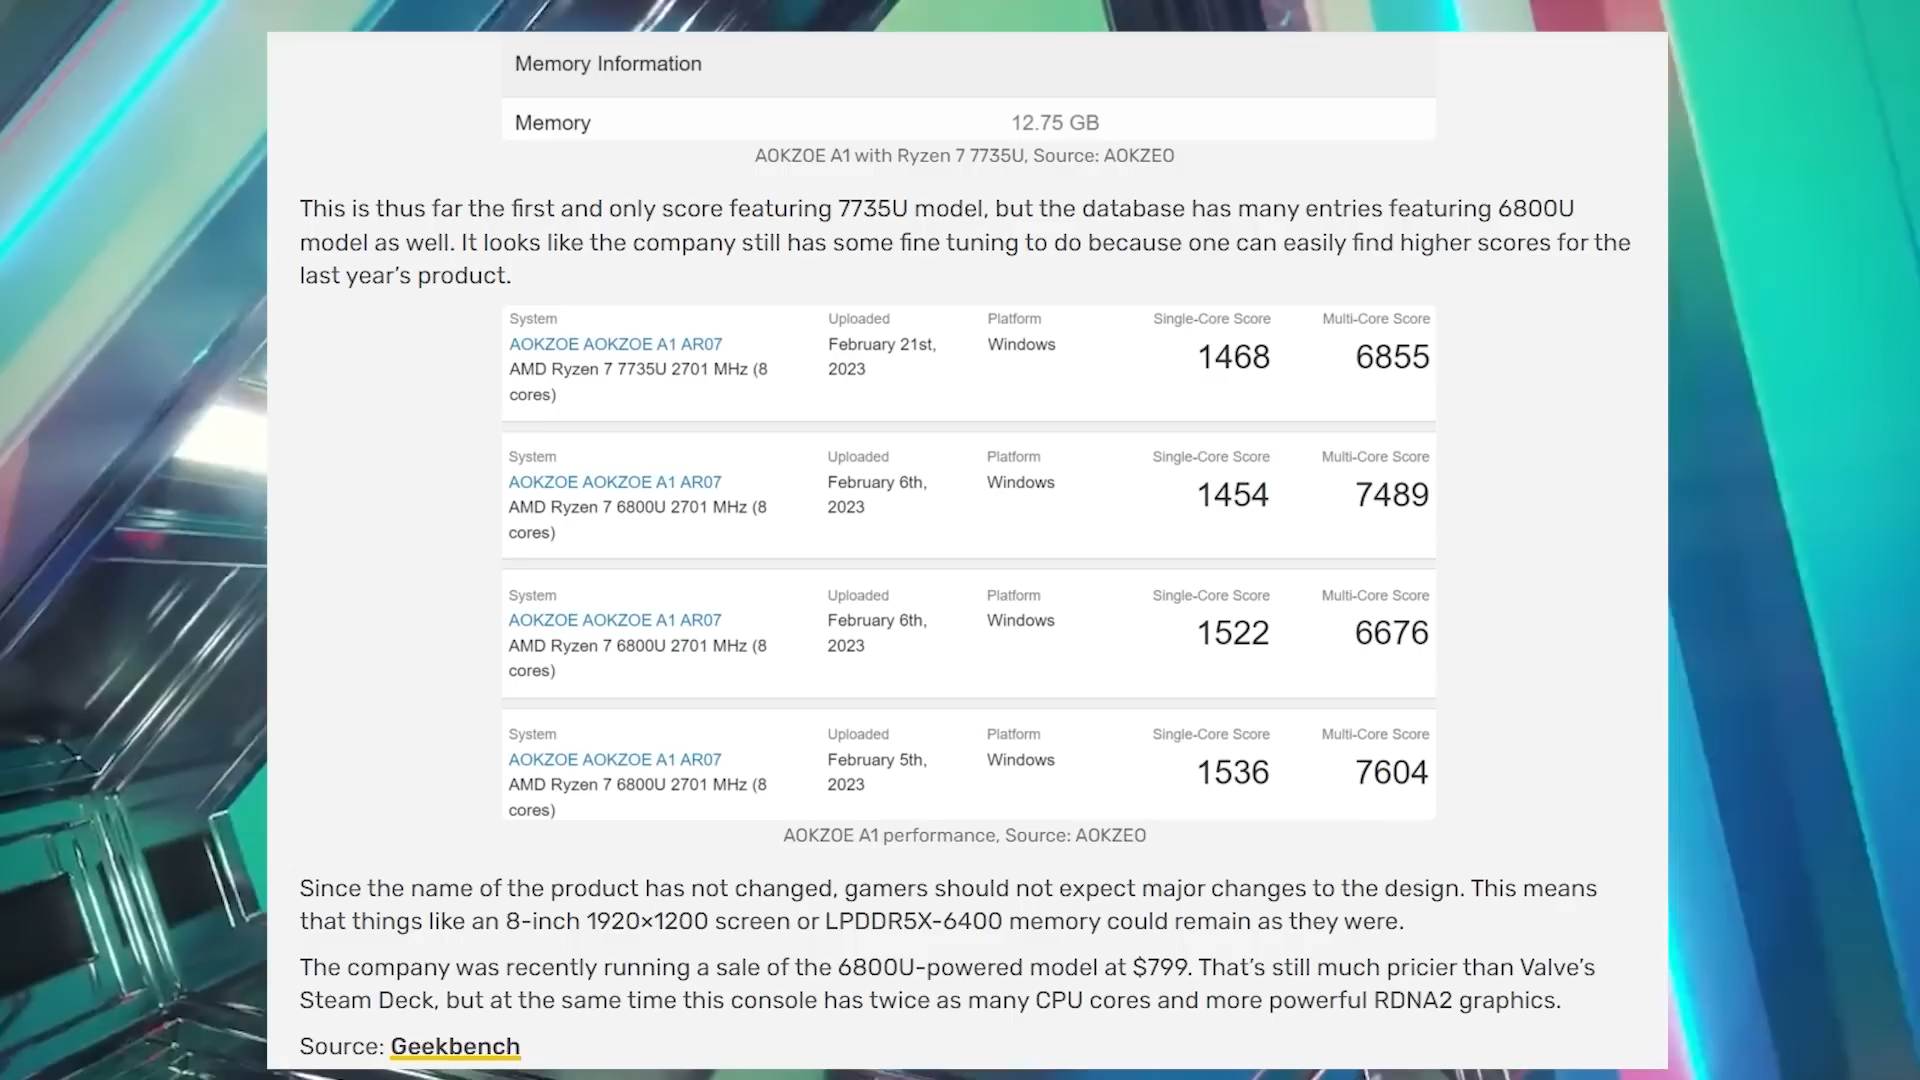 Memory Information
Memory 12.75 GB
AOKZOE A1 with Ryzen 7 7735U, Source: AOKZEO
This is thus far the first and only score featuring 7735U model, but the database has many entries featuring 6800U
model as well. It looks like the company still has some fine tuning to do because one can easily find higher scores for the
last year's product.
System Uploaded Platform Single-Core Score Multi-Core Score
AOKZOE AOKZOE A1 AR07 February 21st, Windows 1468 6855
AMD Ryzen 7 7735U 2701 MHz (8 2023
cores)
System Uploaded Platform Single-Core Score Multi-Core Score
AOKZOE AOKZOE A1 AR07 February 6th, Windows 1454 7489
AMD Ryzen 7 6800U 2701 MHz (8 2023
cores)
System Uploaded Platform Single-Core Score Multi-Core Score
AOKZOE AOKZOE A1 AR07 February 6th, Windows 1522 6676
AMD Ryzen 7 6800U 2701 MHz (8 2023
cores)
System Uploaded Platform Single-Core Score Multi-Core Score
AOKZOE AOKZOE A1 AR07 February 5th, Windows 1536 7604
AMD Ryzen 7 6800U 2701 MHz (8 2023
cores)
AOKZOE A1 performance, Source: AOKZEO
Since the name of the product has not changed, gamers should not expect major changes to the design. This means
that things like an 8-inch 1920×1200 screen or LPDDR5X-6400 memory could remain as they were.
The company was recently running a sale of the 6800U-powered model at $799. That's still much pricier than Valve's
Steam Deck, but at the same time this console has twice as many CPU cores and more powerful RDNA2 graphics.
Source: Geekbench